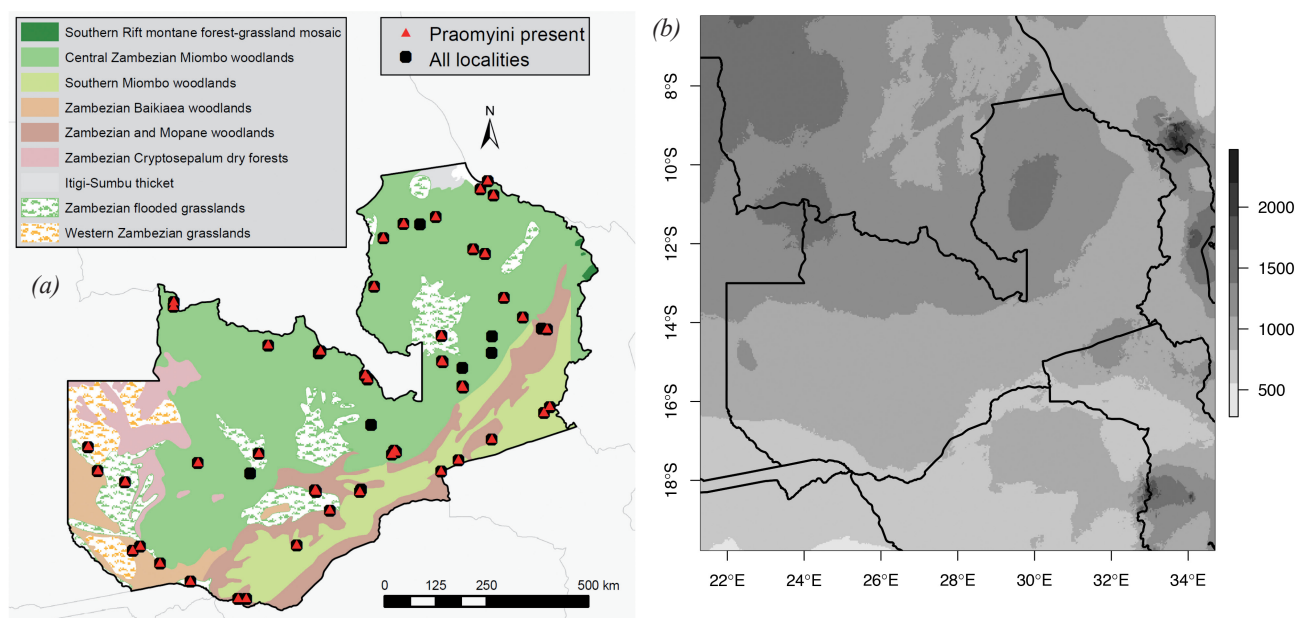 Southern Rift montane forest-grassland mosaic
Central Zambezian Miombo woodlands
Southern Miombo woodlands
Zambezian Baikiaea woodlands
Zambezian and Mopane woodlands
Zambezian Cryptosepalum dry forests
Itigi-Sumbu thicket
Zambezian flooded grasslands
Western Zambezian grasslands
Praomyini present
All localities
N
(a)
0 125 250 500 km
(b)
8°S
10°S
12°S
14°S
16°S
18°S
22°E 24°E 26°E 28°E 30°E 32°E 34°E
2000
1500
1000
500